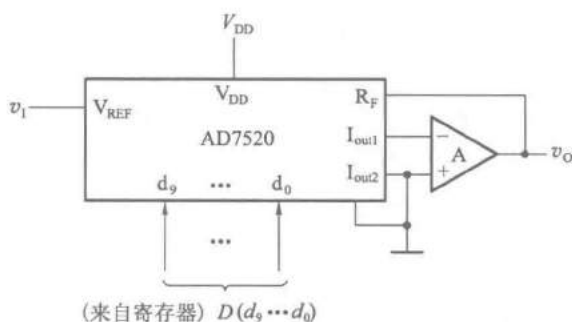 V_DD
v_I
V_REF
V_DD
R_F
AD7520
I_out1
I_out2
d_9 ... d_0
− A +
v_O
...
(来自寄存器) D(d_9 ⋯ d_0)